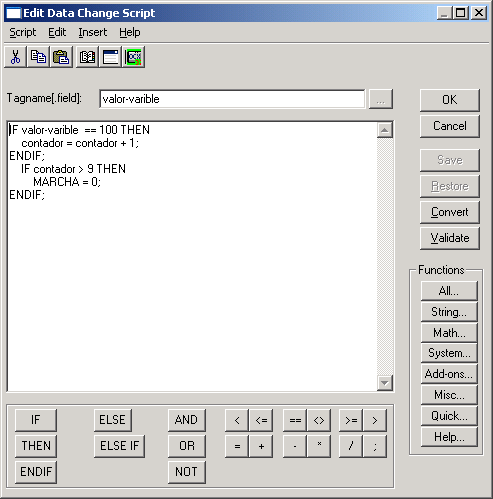 Edit Data Change Script
Script Edit Insert Help
Tagname[.field]: valor-varible ...
IF valor-varible == 100 THEN
contador = contador + 1;
ENDIF;
IF contador > 9 THEN
MARCHA = 0;
ENDIF;
OK
Cancel
Save
Restore
Convert
Validate
Functions
All...
String...
Math...
System...
Add-ons...
Misc...
Quick...
Help...
IF ELSE AND < <= == <> >= >
THEN ELSE IF OR = + - * / ;
ENDIF NOT